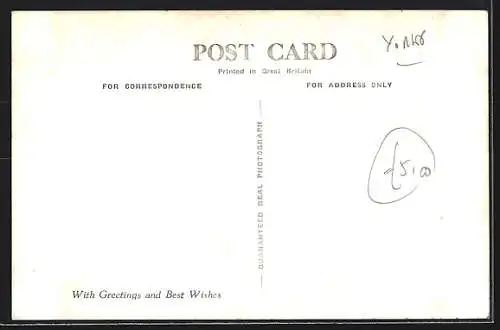 POST CARD
Printed in Great Britain
FOR CORRESPONDENCE
FOR ADDRESS ONLY
GUARANTEED REAL PHOTOGRAPH
£5.00
With Greetings and Best Wishes